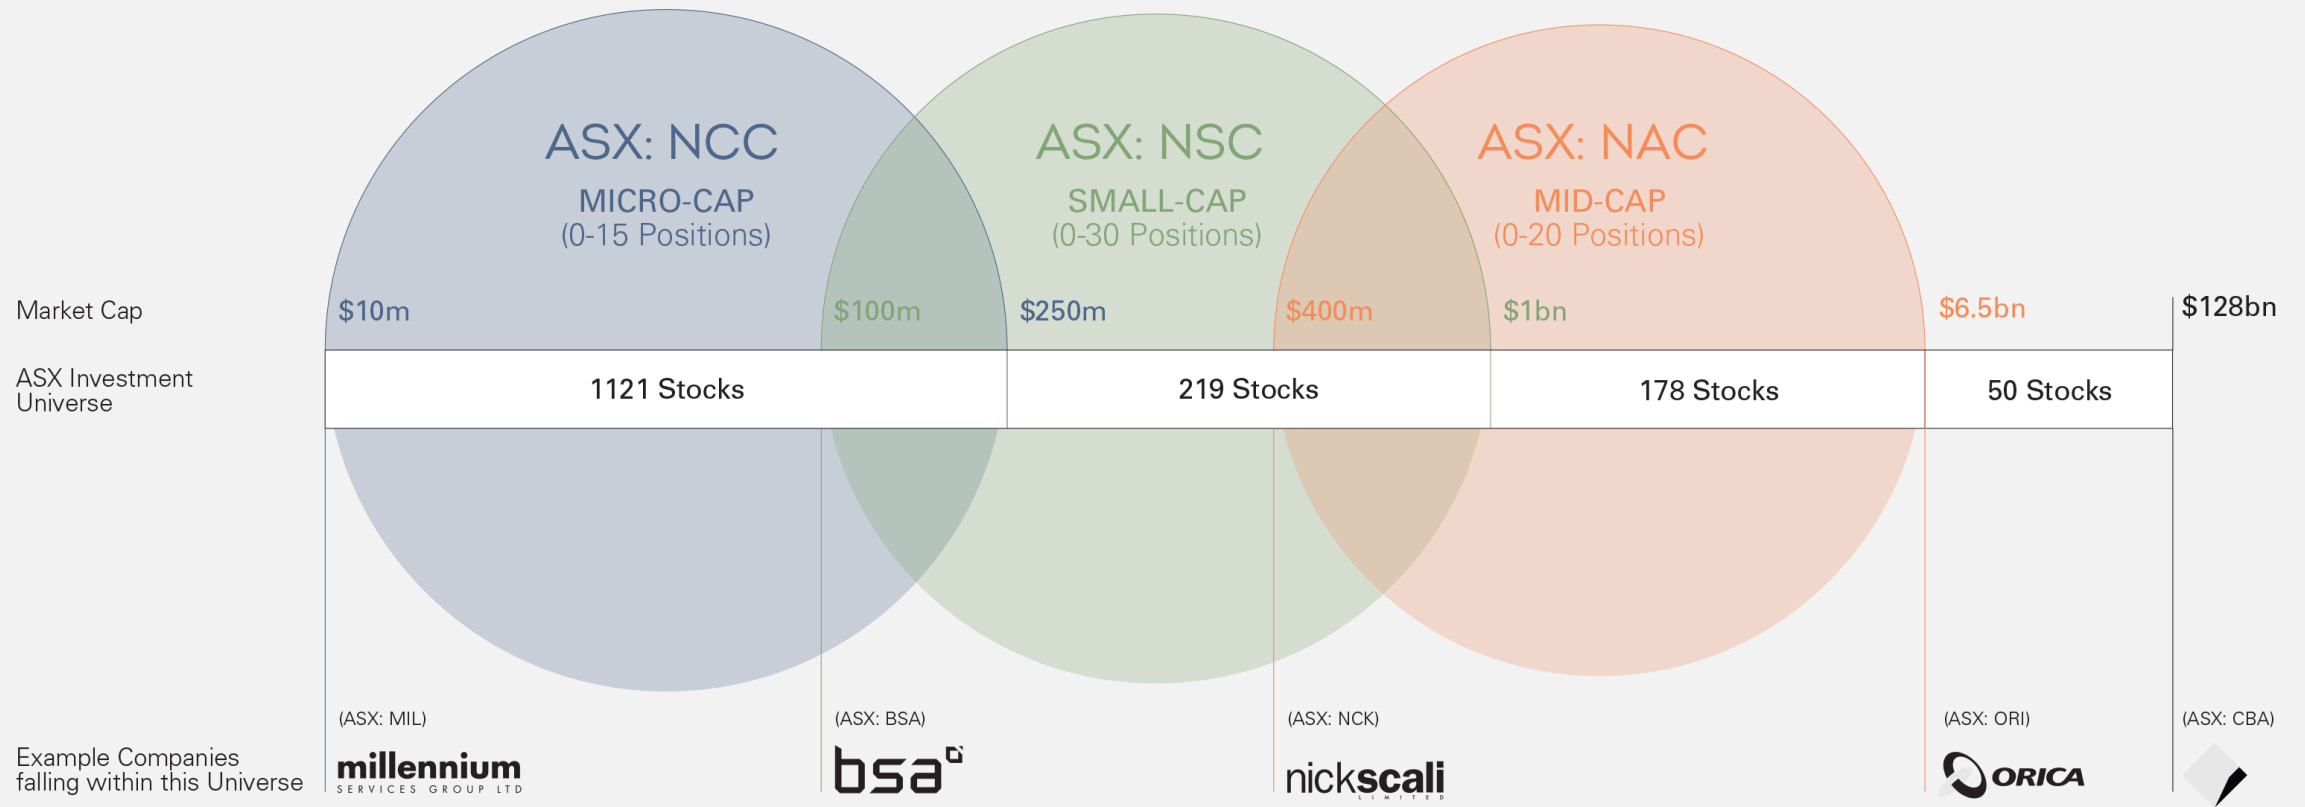 ASX: NCC
MICRO-CAP
(0-15 Positions)
ASX: NSC
SMALL-CAP
(0-30 Positions)
ASX: NAC
MID-CAP
(0-20 Positions)
Market Cap
$10m
$100m
$250m
$400m
$1bn
$6.5bn
$128bn
ASX Investment
Universe
1121 Stocks
219 Stocks
178 Stocks
50 Stocks
Example Companies
falling within this Universe
(ASX: MIL)
millennium
SERVICES GROUP LTD
(ASX: BSA)
bsa
(ASX: NCK)
nickscali
LIMITED
(ASX: ORI)
ORICA
(ASX: CBA)